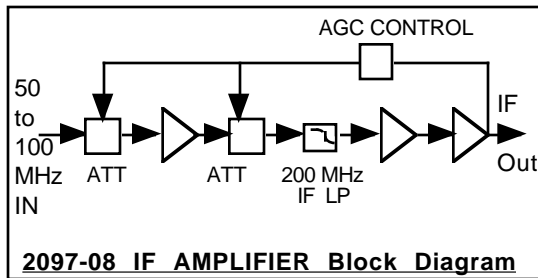 AGC CONTROL
50
to
100
MHz
IN
ATT
ATT
200 MHz
IF LP
IF
Out
2097-08 IF AMPLIFIER Block Diagram